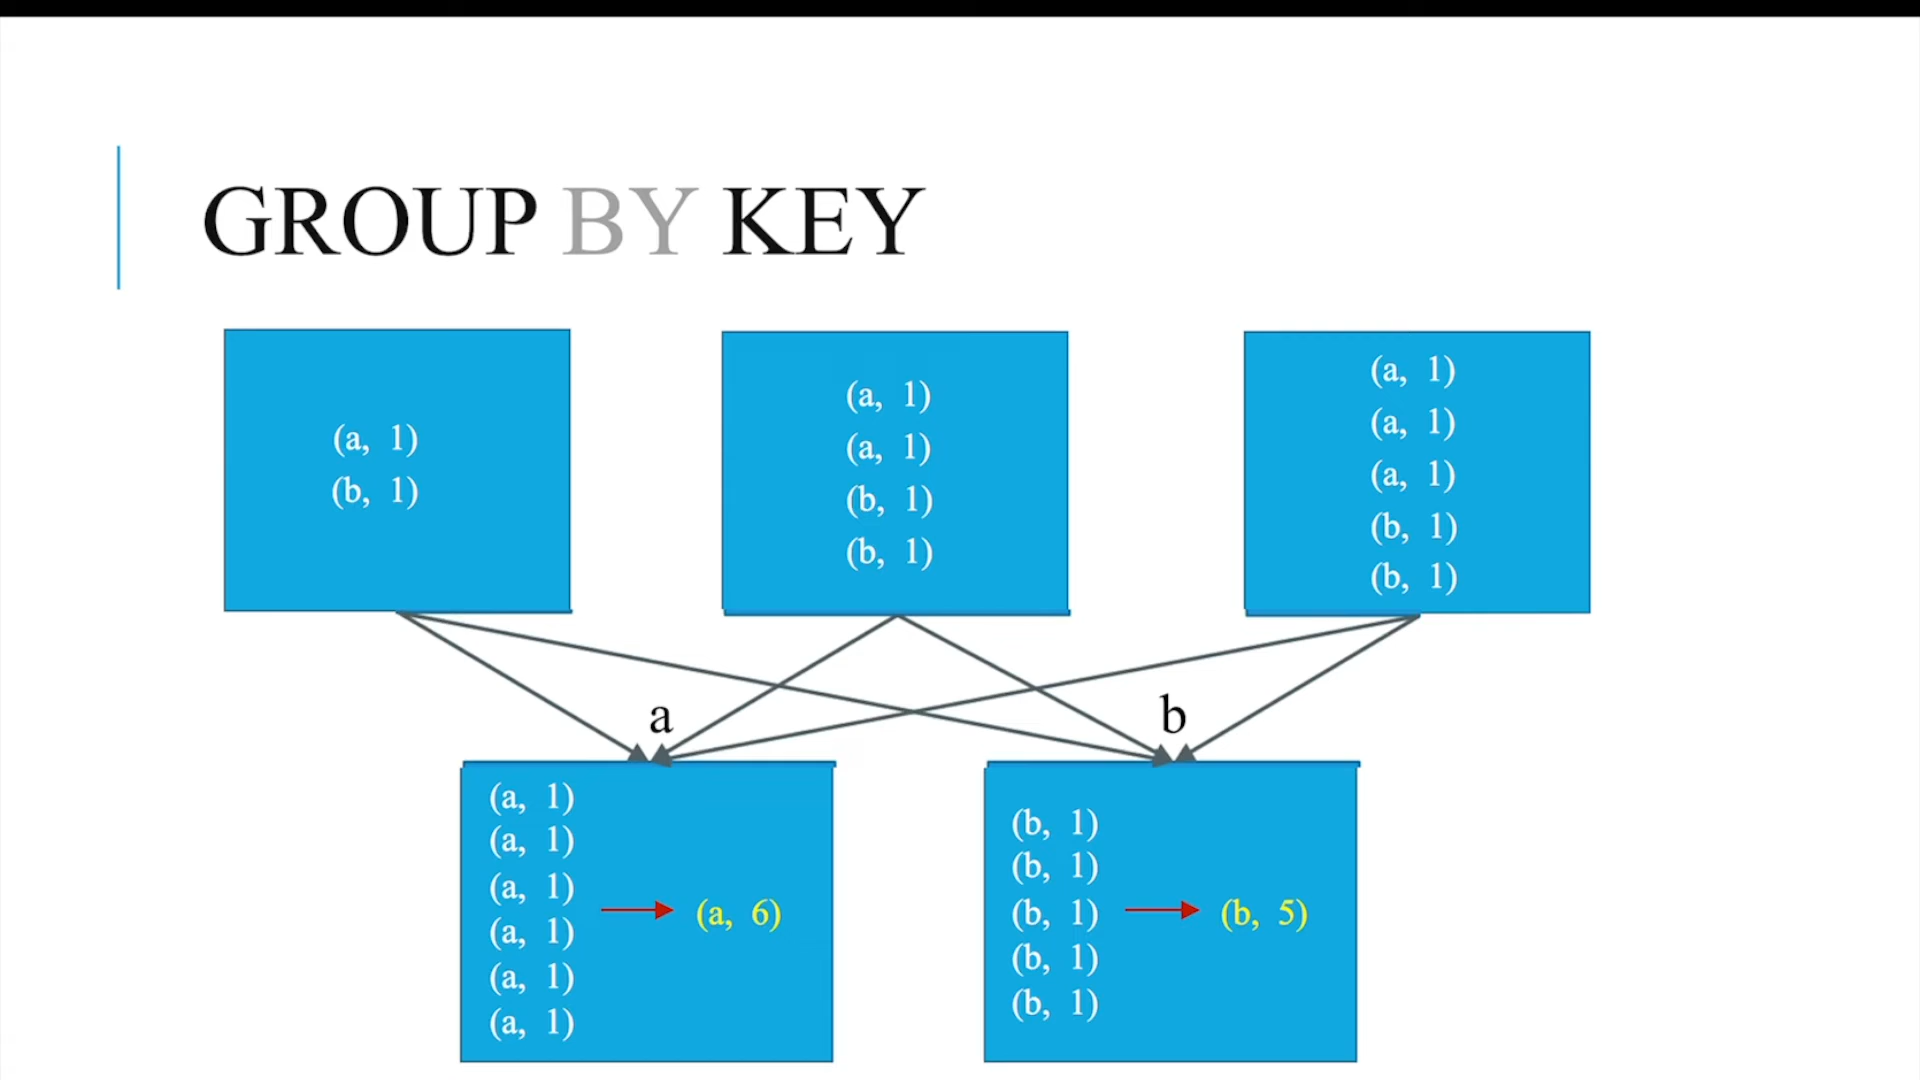 GROUP BY KEY
(a, 1)
(b, 1)
(a, 1)
(a, 1)
(b, 1)
(b, 1)
(a, 1)
(a, 1)
(a, 1)
(b, 1)
(b, 1)
a
b
(a, 1)
(a, 1)
(a, 1)
(a, 1)
(a, 1)
(a, 1)
(a, 6)
(b, 1)
(b, 1)
(b, 1)
(b, 1)
(b, 1)
(b, 5)